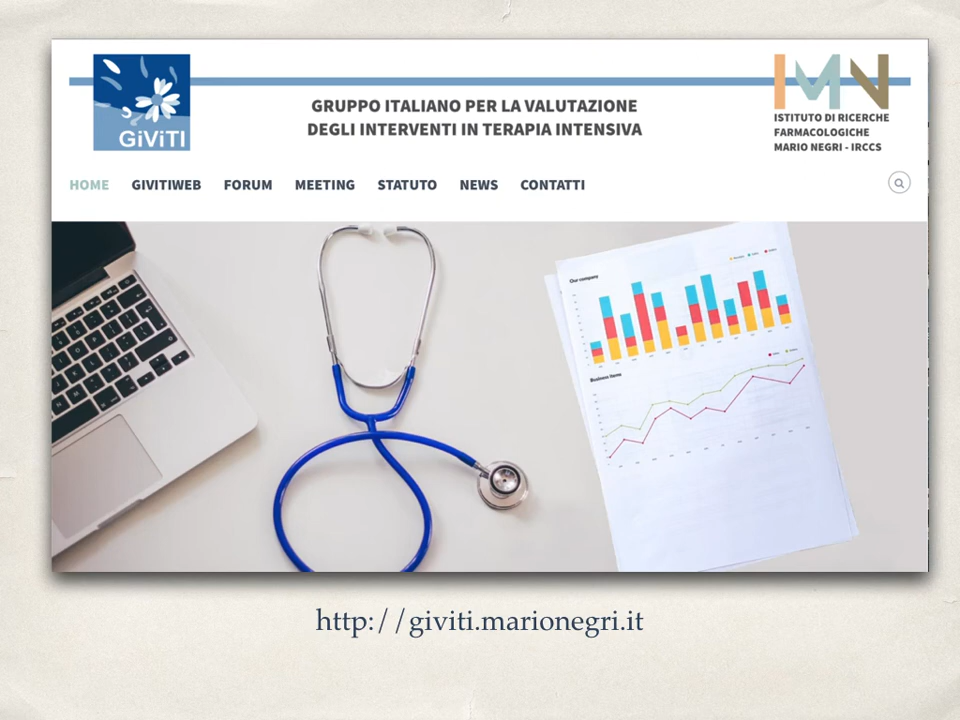 GiViTI
GRUPPO ITALIANO PER LA VALUTAZIONE
DEGLI INTERVENTI IN TERAPIA INTENSIVA
IMN
ISTITUTO DI RICERCHE
FARMACOLOGICHE
MARIO NEGRI - IRCCS
HOME GIVITIWEB FORUM MEETING STATUTO NEWS CONTATTI
Our company
Business items
http://giviti.marionegri.it